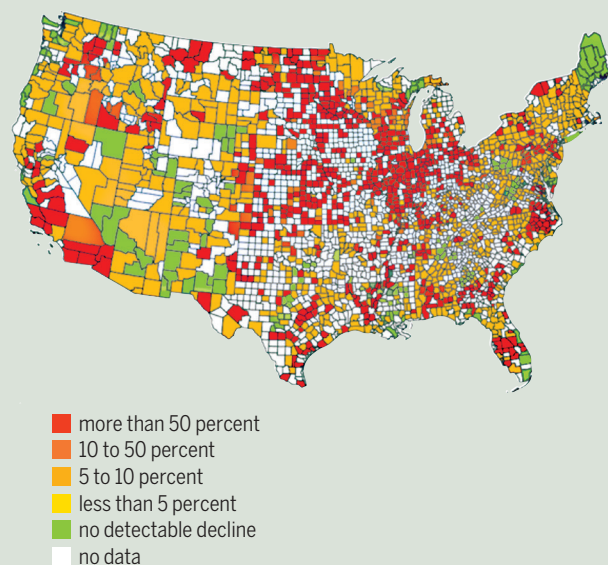 more than 50 percent
10 to 50 percent
5 to 10 percent
less than 5 percent
no detectable decline
no data